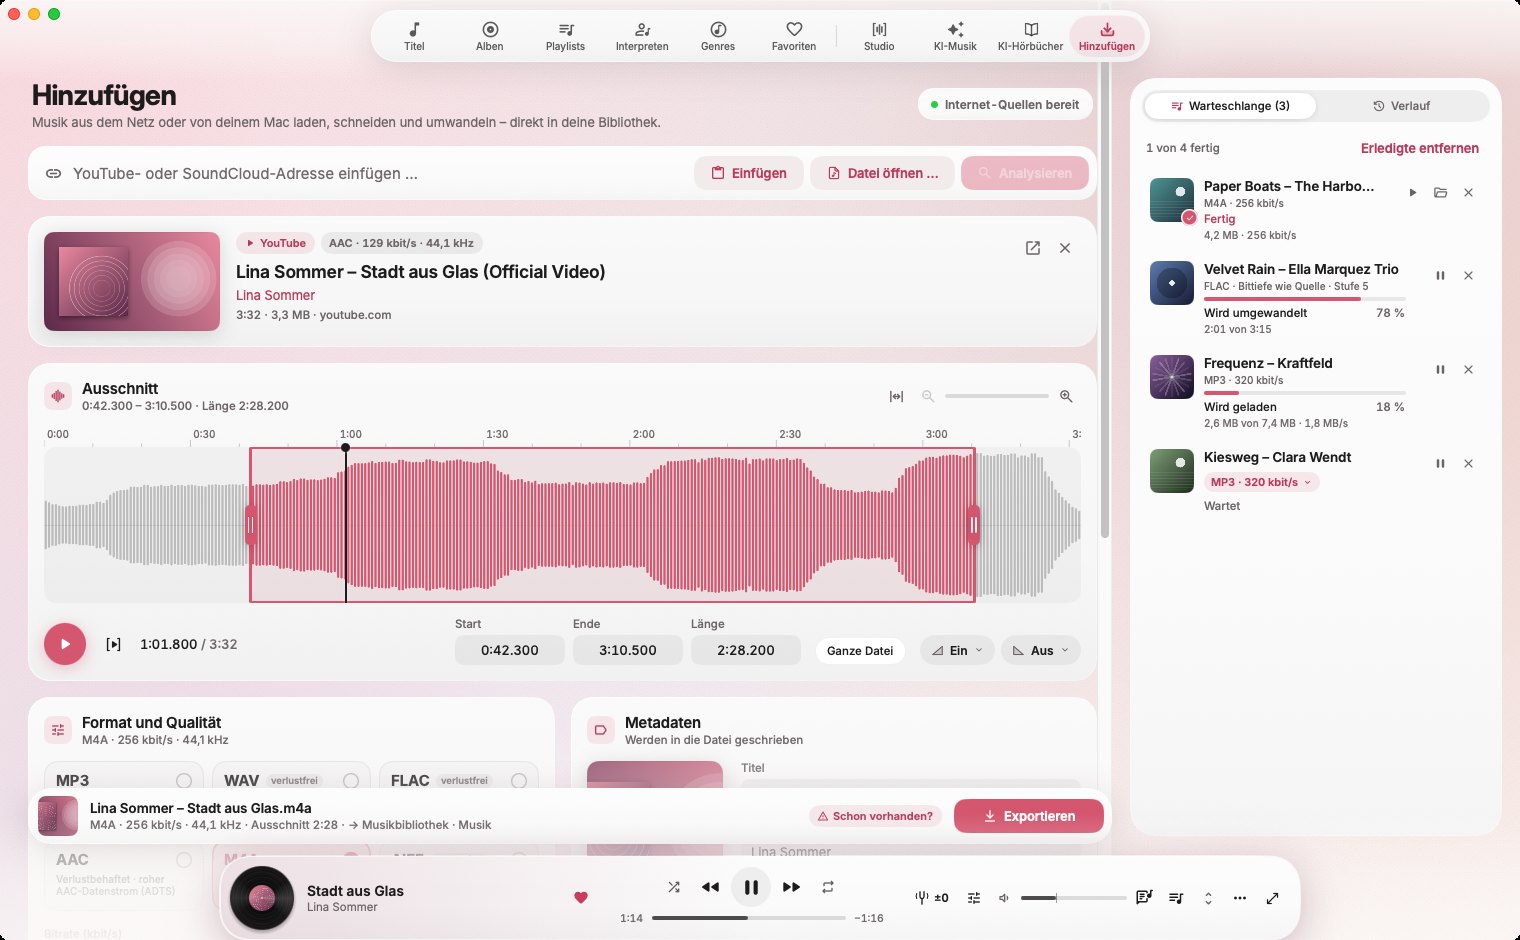 Titel
Alben
Playlists
Interpreten
Genres
Favoriten
Studio
KI-Musik
KI-Hörbücher
Hinzufügen
Hinzufügen
Musik aus dem Netz oder von deinem Mac laden, schneiden und umwandeln – direkt in deine Bibliothek.
Internet-Quellen bereit
YouTube- oder SoundCloud-Adresse einfügen ...
Einfügen
Datei öffnen ...
Analysieren
YouTube
AAC · 129 kbit/s · 44,1 kHz
Lina Sommer – Stadt aus Glas (Official Video)
Lina Sommer
3:32 · 3,3 MB · youtube.com
Ausschnitt
0:42.300 – 3:10.500 · Länge 2:28.200
0:00 0:30 1:00 1:30 2:00 2:30 3:00 3:
1:01.800 / 3:32
Start
0:42.300
Ende
3:10.500
Länge
2:28.200
Ganze Datei
Ein
Aus
Format und Qualität
M4A · 256 kbit/s · 44,1 kHz
MP3
WAV verlustfrei
FLAC verlustfrei
Metadaten
Werden in die Datei geschrieben
Titel
Lina Sommer – Stadt aus Glas.m4a
M4A · 256 kbit/s · 44,1 kHz · Ausschnitt 2:28 · → Musikbibliothek · Musik
Schon vorhanden?
Exportieren
AAC
Verlustbehaftet · roher
AAC-Datenstrom (ADTS)
Lina Sommer
Bitrate (kbit/s)
Stadt aus Glas
Lina Sommer
1:14
−1:16
±0
Warteschlange (3)
Verlauf
1 von 4 fertig
Erledigte entfernen
Paper Boats – The Harbo...
M4A · 256 kbit/s
Fertig
4,2 MB · 256 kbit/s
Velvet Rain – Ella Marquez Trio
FLAC · Bittiefe wie Quelle · Stufe 5
Wird umgewandelt 78 %
2:01 von 3:15
Frequenz – Kraftfeld
MP3 · 320 kbit/s
Wird geladen 18 %
2,6 MB von 7,4 MB · 1,8 MB/s
Kiesweg – Clara Wendt
MP3 · 320 kbit/s
Wartet